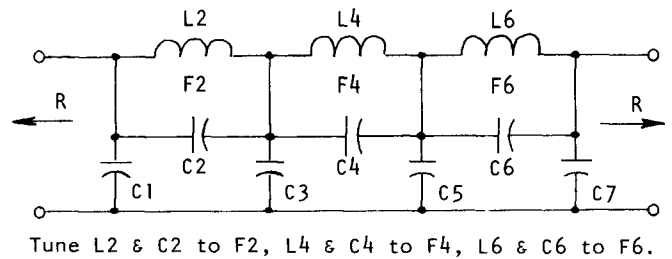 L2 L4 L6
F2 F4 F6
R R
C2 C4 C6
C1 C3 C5 C7
Tune L2 & C2 to F2, L4 & C4 to F4, L6 & C6 to F6.